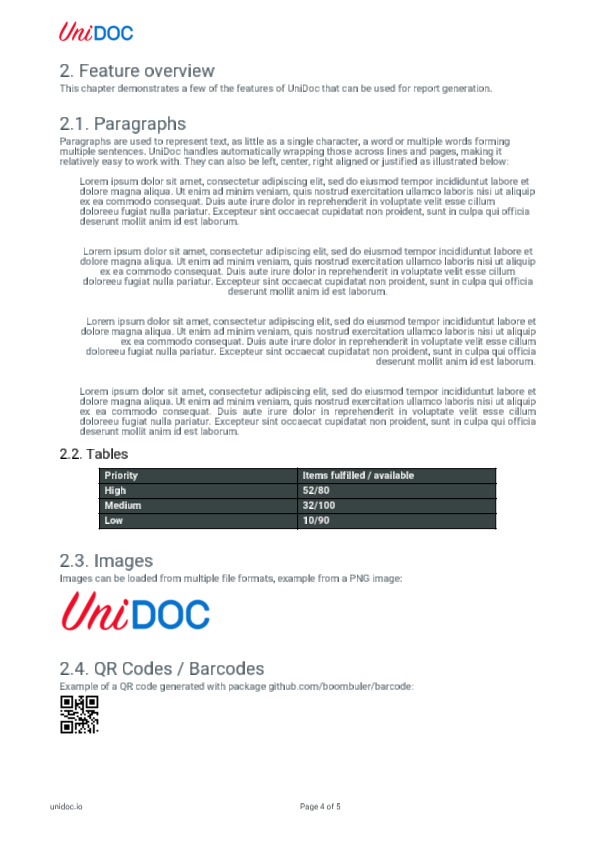 UniDOC
2. Feature overview
This chapter demonstrates a few of the features of UniDoc that can be used for report generation.
2.1. Paragraphs
Paragraphs are used to represent text, as little as a single character, a word or multiple words forming
multiple sentences. UniDoc handles automatically wrapping those across lines and pages, making it
relatively easy to work with. They can also be left, center, right aligned or justified as illustrated below:
Lorem ipsum dolor sit amet, consectetur adipiscing elit, sed do eiusmod tempor incididuntut labore et
dolore magna aliqua. Ut enim ad minim veniam, quis nostrud exercitation ullamco laboris nisi ut aliquip
ex ea commodo consequat. Duis aute irure dolor in reprehenderit in voluptate velit esse cillum
doloreeu fugiat nulla pariatur. Excepteur sint occaecat cupidatat non proident, sunt in culpa qui officia
deserunt mollit anim id est laborum.
Lorem ipsum dolor sit amet, consectetur adipiscing elit, sed do eiusmod tempor incididuntut labore et
dolore magna aliqua. Ut enim ad minim veniam, quis nostrud exercitation ullamco laboris nisi ut aliquip
ex ea commodo consequat. Duis aute irure dolor in reprehenderit in voluptate velit esse cillum
doloreeu fugiat nulla pariatur. Excepteur sint occaecat cupidatat non proident, sunt in culpa qui officia
deserunt mollit anim id est laborum.
Lorem ipsum dolor sit amet, consectetur adipiscing elit, sed do eiusmod tempor incididuntut labore et
dolore magna aliqua. Ut enim ad minim veniam, quis nostrud exercitation ullamco laboris nisi ut aliquip
ex ea commodo consequat. Duis aute irure dolor in reprehenderit in voluptate velit esse cillum
doloreeu fugiat nulla pariatur. Excepteur sint occaecat cupidatat non proident, sunt in culpa qui officia
deserunt mollit anim id est laborum.
Lorem ipsum dolor sit amet, consectetur adipiscing elit, sed do eiusmod tempor incididuntut labore et
dolore magna aliqua. Ut enim ad minim veniam, quis nostrud exercitation ullamco laboris nisi ut aliquip
ex ea commodo consequat. Duis aute irure dolor in reprehenderit in voluptate velit esse cillum
doloreeu fugiat nulla pariatur. Excepteur sint occaecat cupidatat non proident, sunt in culpa qui officia
deserunt mollit anim id est laborum.
2.2. Tables
Priority Items fulfilled / available
High 52/80
Medium 32/100
Low 10/90
2.3. Images
Images can be loaded from multiple file formats, example from a PNG image:
UniDOC
2.4. QR Codes / Barcodes
Example of a QR code generated with package github.com/boombuler/barcode:
unidoc.io Page 4 of 5